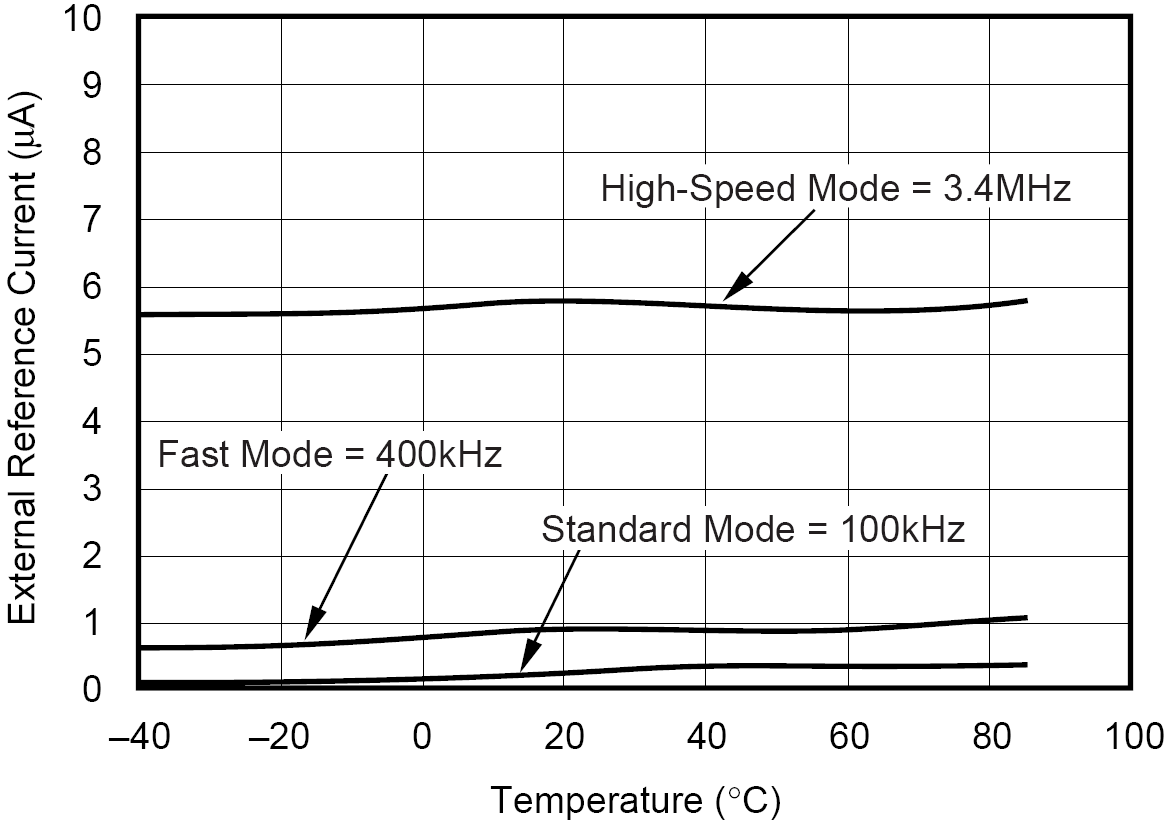 10
9
8
7
6
5
4
3
2
1
0
External Reference Current (μA)
High-Speed Mode = 3.4MHz
Fast Mode = 400kHz
Standard Mode = 100kHz
–40 –20 0 20 40 60 80 100
Temperature (°C)